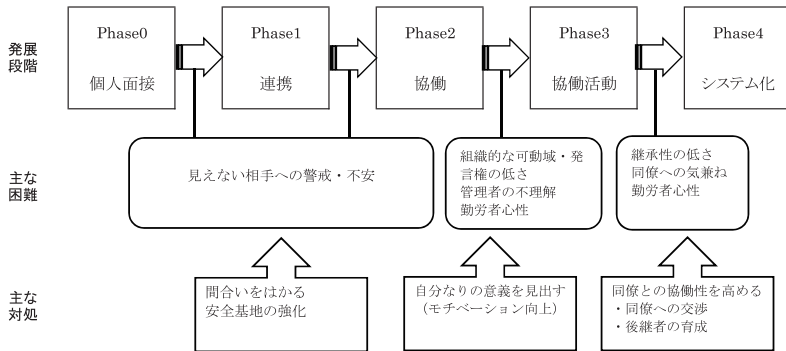 発展
段階
Phase0
個人面接
Phase1
連携
Phase2
協働
Phase3
協働活動
Phase4
システム化
主な
困難
見えない相手への警戒・不安
組織的な可動域・発
言権の低さ
管理者の不理解
勤労者心性
継承性の低さ
同僚への気兼ね
勤労者心性
主な
対処
間合いをはかる
安全基地の強化
自分なりの意義を見出す
（モチベーション向上）
同僚との協働性を高める
・同僚への交渉
・後継者の育成